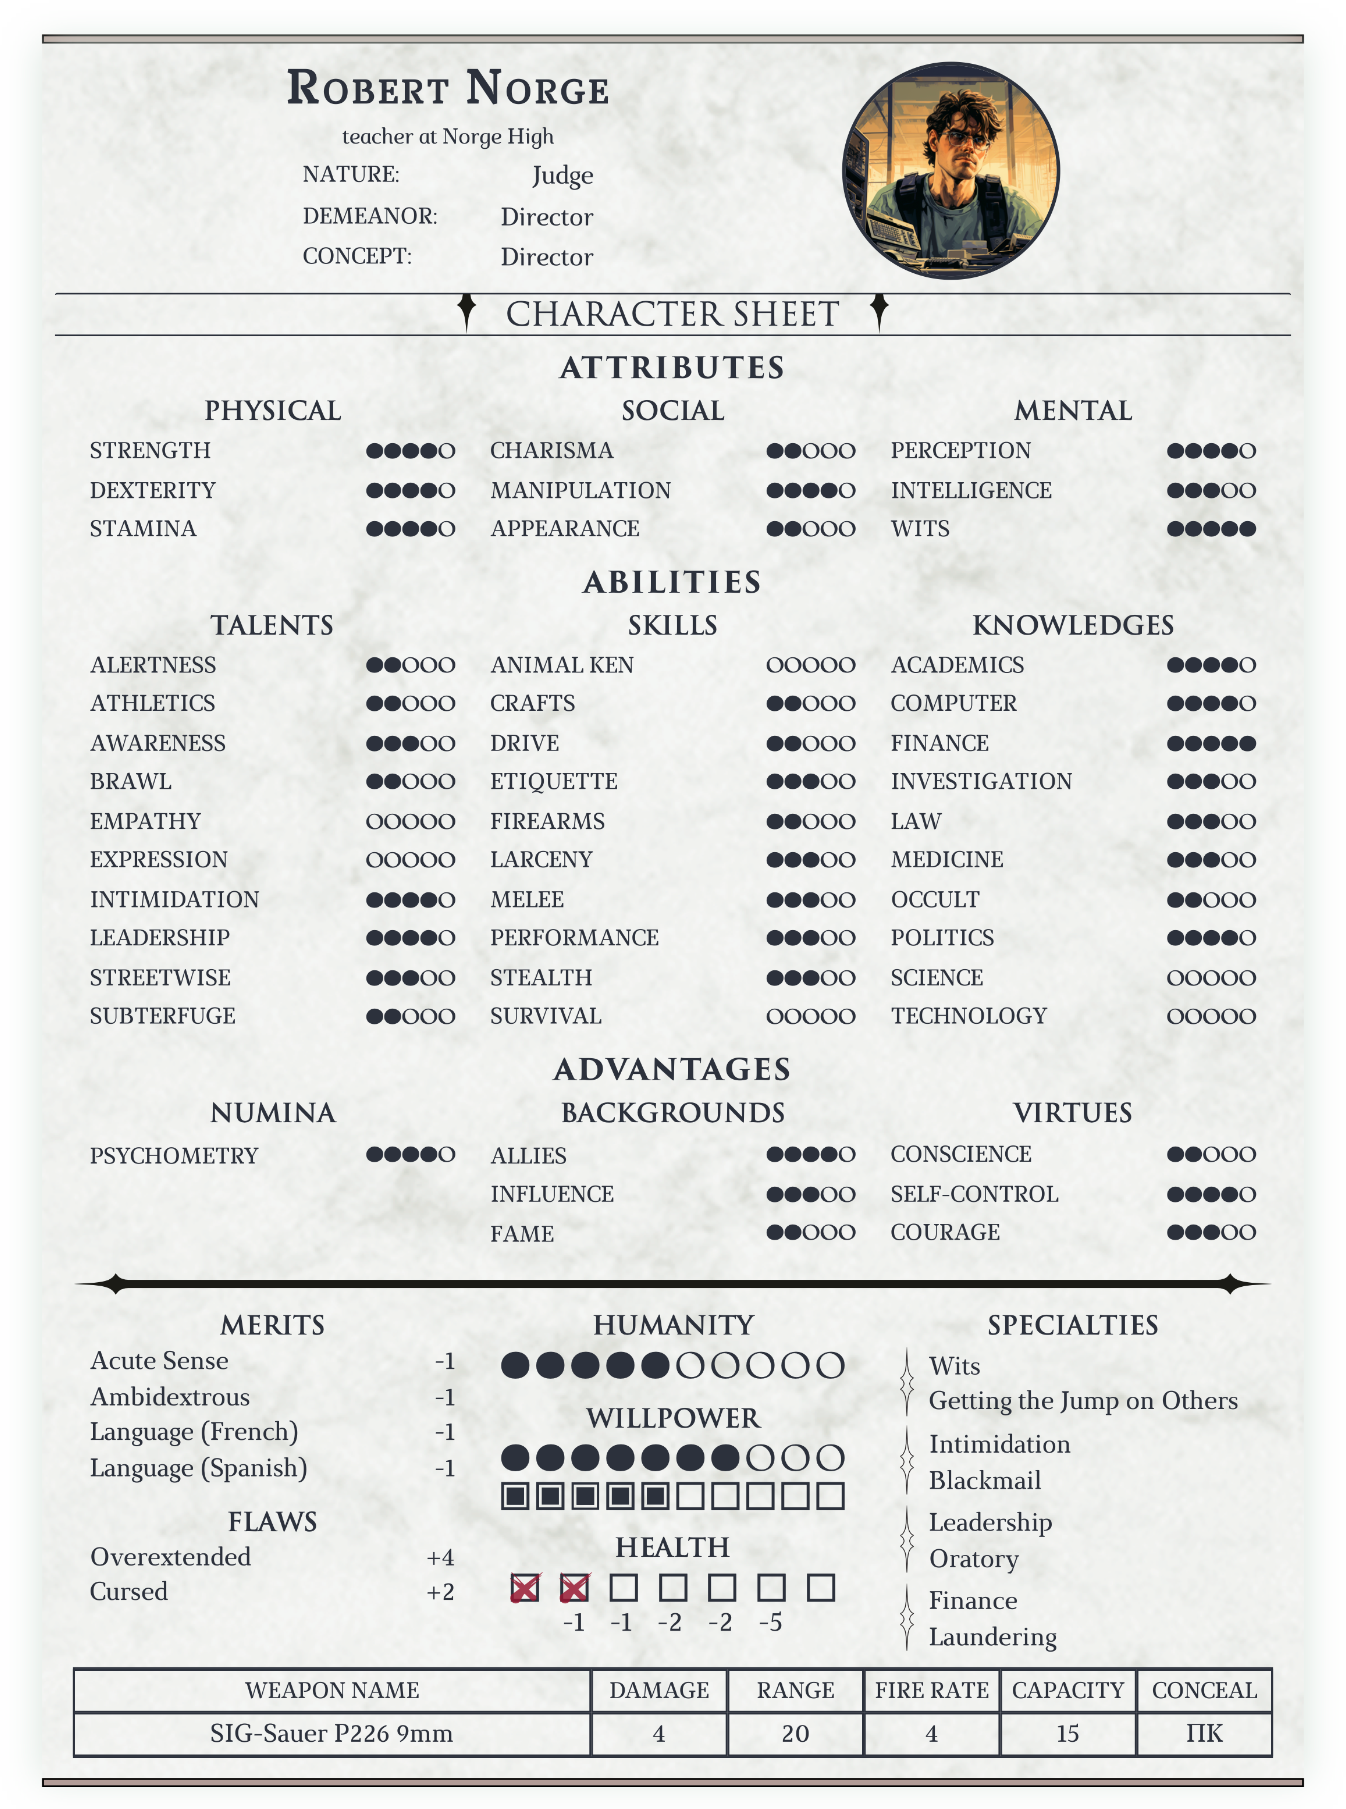 Robert Norge
teacher at Norge High
NATURE: Judge
DEMEANOR: Director
CONCEPT: Director
CHARACTER SHEET
ATTRIBUTES
PHYSICAL SOCIAL MENTAL
STRENGTH ●●●●○ CHARISMA ●●○○○ PERCEPTION ●●●●○
DEXTERITY ●●●●○ MANIPULATION ●●●●○ INTELLIGENCE ●●●○○
STAMINA ●●●●○ APPEARANCE ●●○○○ WITS ●●●●●
ABILITIES
TALENTS SKILLS KNOWLEDGES
ALERTNESS ●●○○○ ANIMAL KEN ○○○○○ ACADEMICS ●●●●○
ATHLETICS ●●○○○ CRAFTS ●●○○○ COMPUTER ●●●●○
AWARENESS ●●●○○ DRIVE ●●○○○ FINANCE ●●●●●
BRAWL ●●○○○ ETIQUETTE ●●●○○ INVESTIGATION ●●●○○
EMPATHY ○○○○○ FIREARMS ●●○○○ LAW ●●●○○
EXPRESSION ○○○○○ LARCENY ●●●○○ MEDICINE ●●●○○
INTIMIDATION ●●●●○ MELEE ●●●○○ OCCULT ●●○○○
LEADERSHIP ●●●●○ PERFORMANCE ●●●○○ POLITICS ●●●●○
STREETWISE ●●●○○ STEALTH ●●●○○ SCIENCE ○○○○○
SUBTERFUGE ●●○○○ SURVIVAL ○○○○○ TECHNOLOGY ○○○○○
ADVANTAGES
NUMINA BACKGROUNDS VIRTUES
PSYCHOMETRY ●●●●○ ALLIES ●●●●○ CONSCIENCE ●●○○○
INFLUENCE ●●●○○ SELF-CONTROL ●●●●○
FAME ●●○○○ COURAGE ●●●○○
MERITS
Acute Sense -1
Ambidextrous -1
Language (French) -1
Language (Spanish) -1
FLAWS
Overextended +4
Cursed +2
HUMANITY
●●●●●○○○○○
WILLPOWER
●●●●●●●○○○
▣▣▣▣▣□□□□□
HEALTH
-1 -1 -2 -2 -5
SPECIALTIES
Wits
Getting the Jump on Others
Intimidation
Blackmail
Leadership
Oratory
Finance
Laundering
WEAPON NAME DAMAGE RANGE FIRE RATE CAPACITY CONCEAL
SIG-Sauer P226 9mm 4 20 4 15 ПК